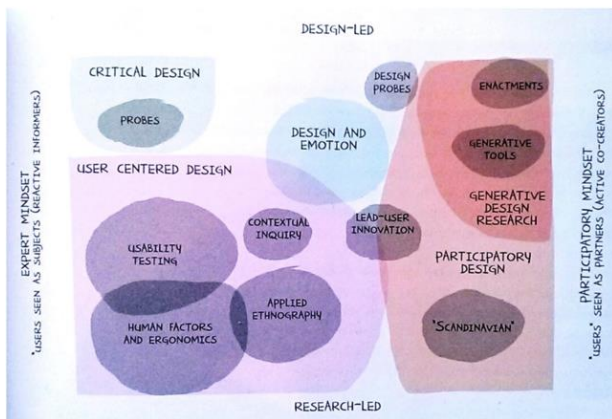 DESIGN-LED
CRITICAL DESIGN
PROBES
DESIGN
PROBES
ENACTMENTS
DESIGN AND
EMOTION
GENERATIVE
TOOLS
GENERATIVE
DESIGN
RESEARCH
USER CENTERED DESIGN
CONTEXTUAL
INQUIRY
LEAD-USER
INNOVATION
USABILITY
TESTING
PARTICIPATORY
DESIGN
APPLIED
ETHNOGRAPHY
HUMAN FACTORS
AND ERGONOMICS
"SCANDINAVIAN"
RESEARCH-LED
EXPERT MINDSET
"USERS SEEN AS SUBJECTS (REACTIVE INFORMERS)
PARTICIPATORY MINDSET
"USERS" SEEN AS PARTNERS (ACTIVE CO-CREATORS)